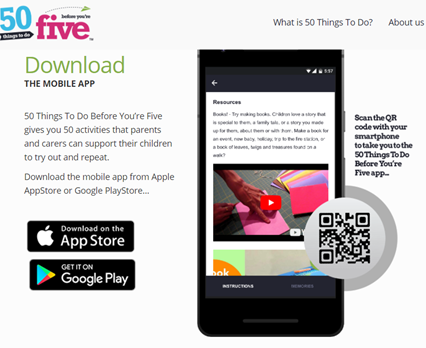 50
things to do
before you're
five
What is 50 Things To Do?
About us
Download
THE MOBILE APP
50 Things To Do Before You're Five
gives you 50 activities that parents
and carers can support their children
to try out and repeat.
Download the mobile app from Apple
AppStore or Google PlayStore...
Download on the
App Store
GET IT ON
Google Play
3:57
Resources
Books! - Try making books. Children love a story that
is special to them, a family tale, or a story you made
up for them, about them or with them. Make a book for
an event, new baby, holiday, trip to the fire station, or
a book of leaves, twigs and treasures found on a
walk?
ook
INSTRUCTIONS
MEMORIES
Scan the QR
code with your
smartphone
to take you to the
50 Things To Do
Before You're
Five app...